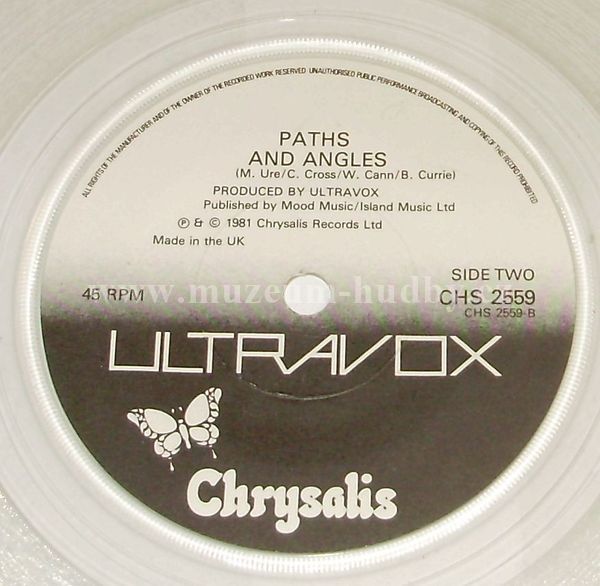 ALL RIGHTS OF THE MANUFACTURER AND OF THE OWNER OF THE RECORDED WORK RESERVED UNAUTHORISED PUBLIC PERFORMANCE BROADCASTING AND COPYING OF THIS RECORD PROHIBITED
PATHS
AND ANGLES
(M. Ure/C. Cross/W. Cann/B. Currie)
PRODUCED BY ULTRAVOX
Published by Mood Music/Island Music Ltd
℗ & © 1981 Chrysalis Records Ltd
Made in the UK
SIDE TWO
45 RPM
CHS 2559
CHS 2559-B
www.muzeum-hudby.
ULTRAVOX
Chrysalis